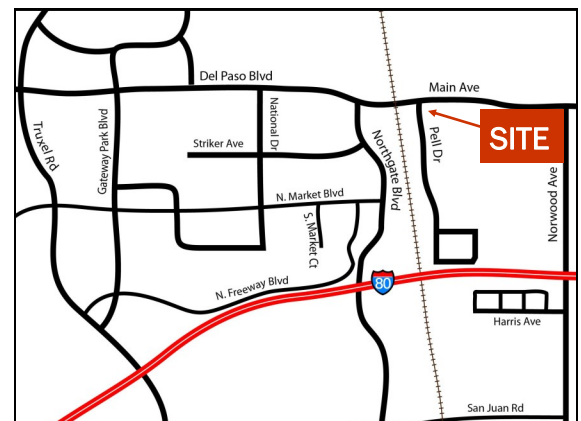 Del Paso Blvd
Main Ave
Truxel Rd
Gateway Park Blvd
National Dr
Striker Ave
Northgate Blvd
Pell Dr
SITE
Norwood Ave
N. Market Blvd
S. Market Ct
N. Freeway Blvd
80
Harris Ave
San Juan Rd